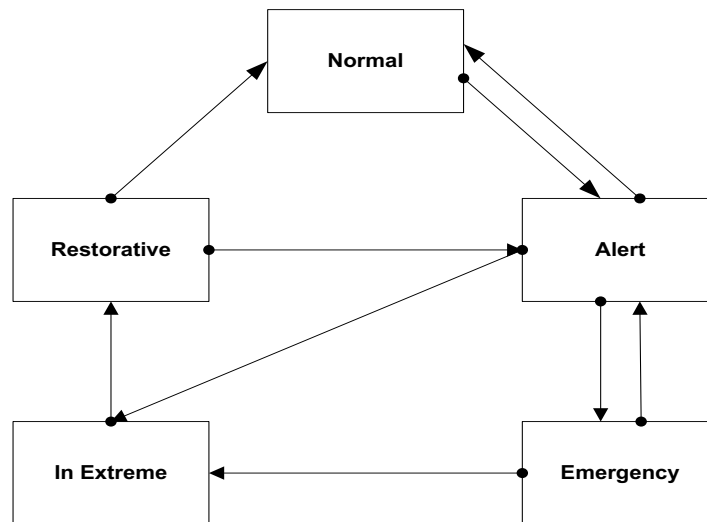 Normal
Restorative
Alert
In Extreme
Emergency